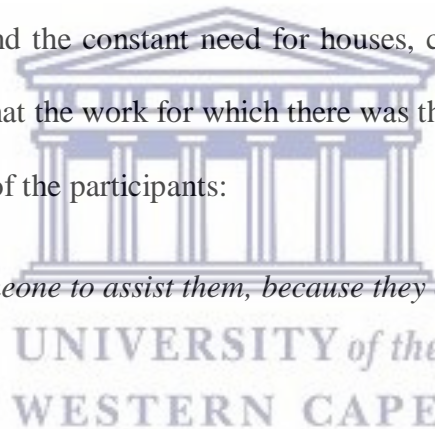 nd the constant need for houses, c
at the work for which there was th
of the participants:
eone to assist them, because they
UNIVERSITY of the
WESTERN CAPE